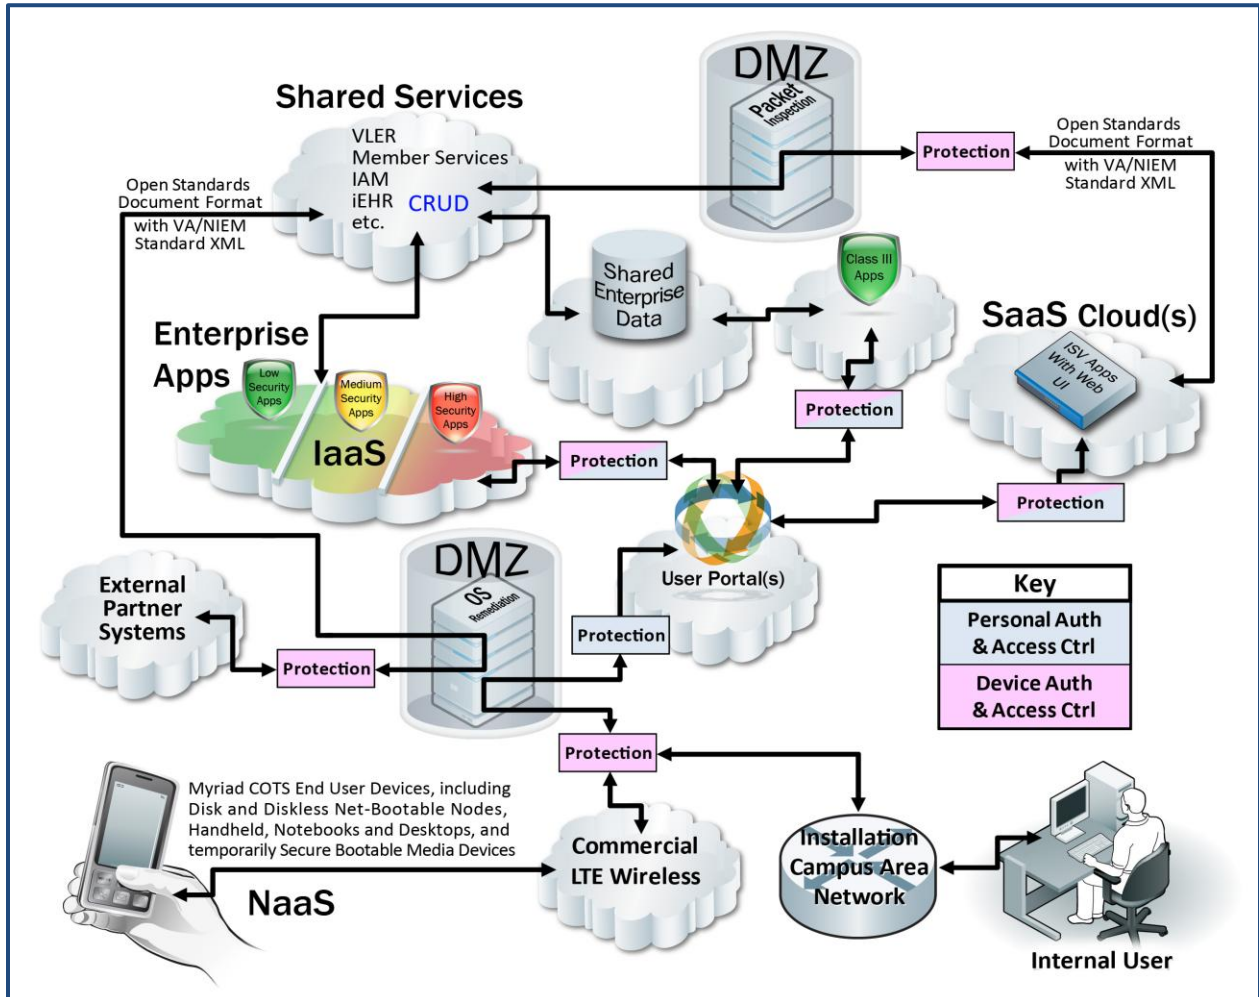 DMZ
Packet
Inspection
Shared Services
VLER
Member Services
IAM
iEHR
etc.
CRUD
Protection
Open Standards
Document Format
with VA/NIEM
Standard XML
Open Standards
Document Format
with VA/NIEM
Standard XML
Shared
Enterprise
Data
Class III
Apps
SaaS Cloud(s)
ISV Apps
With Web
UI
Enterprise
Apps
Low
Security
Apps
Medium
Security
Apps
High
Security
Apps
IaaS
Protection
Protection
Protection
User Portal(s)
DMZ
OS
Remediation
Protection
External
Partner
Systems
Protection
Key
Personal Auth
& Access Ctrl
Device Auth
& Access Ctrl
Protection
Myriad COTS End User Devices, including
Disk and Diskless Net-Bootable Nodes,
Handheld, Notebooks and Desktops, and
temporarily Secure Bootable Media Devices
NaaS
Commercial
LTE Wireless
Installation
Campus Area
Network
Internal User